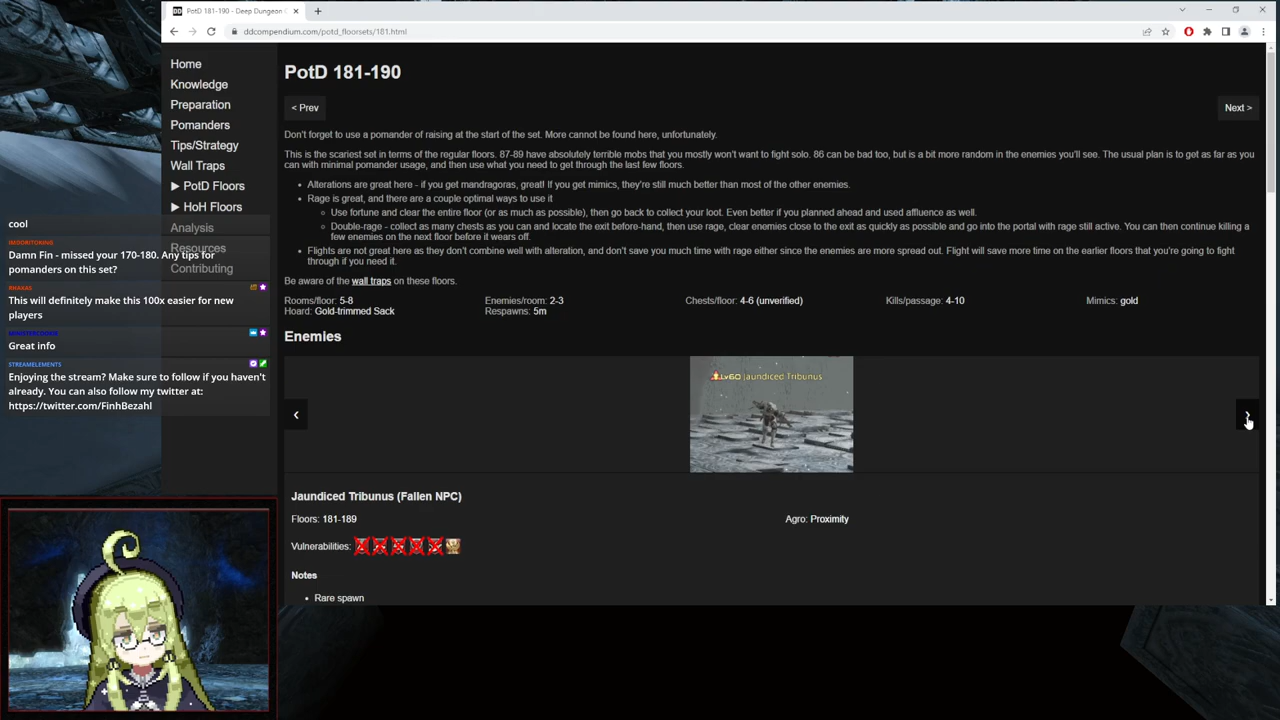 PotD 181-190 - Deep Dungeon
ddcompendium.com/potd_floorsets/181.html
Home
Knowledge
Preparation
Pomanders
Tips/Strategy
Wall Traps
▶ PotD Floors
▶ HoH Floors
Analysis
Resources
Contributing
cool
IMDORITOKING
Damn Fin - missed your 170-180. Any tips for
pomanders on this set?
RHAXAS
This will definitely make this 100x easier for new
players
Great info
STREAMELEMENTS
Enjoying the stream? Make sure to follow if you haven't
already. You can also follow my twitter at:
https://twitter.com/FinhBezahl
PotD 181-190
< Prev
Next >
Don't forget to use a pomander of raising at the start of the set. More cannot be found here, unfortunately.
This is the scariest set in terms of the regular floors. 87-89 have absolutely terrible mobs that you mostly won't want to fight solo. 86 can be bad too, but is a bit more random in the enemies you'll see. The usual plan is to get as far as you
can with minimal pomander usage, and then use what you need to get through the last few floors.
• Alterations are great here - if you get mandragoras, great! If you get mimics, they're still much better than most of the other enemies.
• Rage is great, and there are a couple optimal ways to use it
Use fortune and clear the entire floor (or as much as possible), then go back to collect your loot. Even better if you planned ahead and used affluence as well.
Double-rage - collect as many chests as you can and locate the exit before-hand, then use rage, clear enemies close to the exit as quickly as possible and go into the portal with rage still active. You can then continue killing a
few enemies on the next floor before it wears off.
• Flights are not great here as they don't combine well with alteration, and don't save you much time with rage either since the enemies are more spread out. Flight will save more time on the earlier floors that you're going to fight
through if you need it.
Be aware of the wall traps on these floors.
Rooms/floor: 5-8 Enemies/room: 2-3 Chests/floor: 4-6 (unverified) Kills/passage: 4-10 Mimics: gold
Hoard: Gold-trimmed Sack Respawns: 5m
Enemies
Lv60 Jaundiced Tribunus
Jaundiced Tribunus (Fallen NPC)
Floors: 181-189 Agro: Proximity
Vulnerabilities:
Notes
• Rare spawn